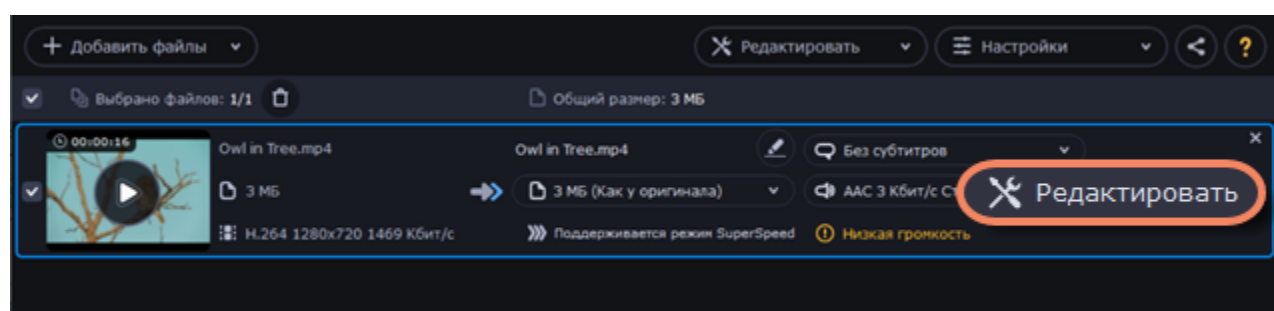 Добавить файлы
Редактировать
Настройки
?
Выбрано файлов: 1/1
Общий размер: 3 МБ
00:00:16
Owl in Tree.mp4
Owl in Tree.mp4
Без субтитров
3 МБ
3 МБ (Как у оригинала)
AAC 3 Кбит/с Ст
Редактировать
H.264 1280x720 1469 Кбит/с
Поддерживается режим SuperSpeed
Низкая громкость